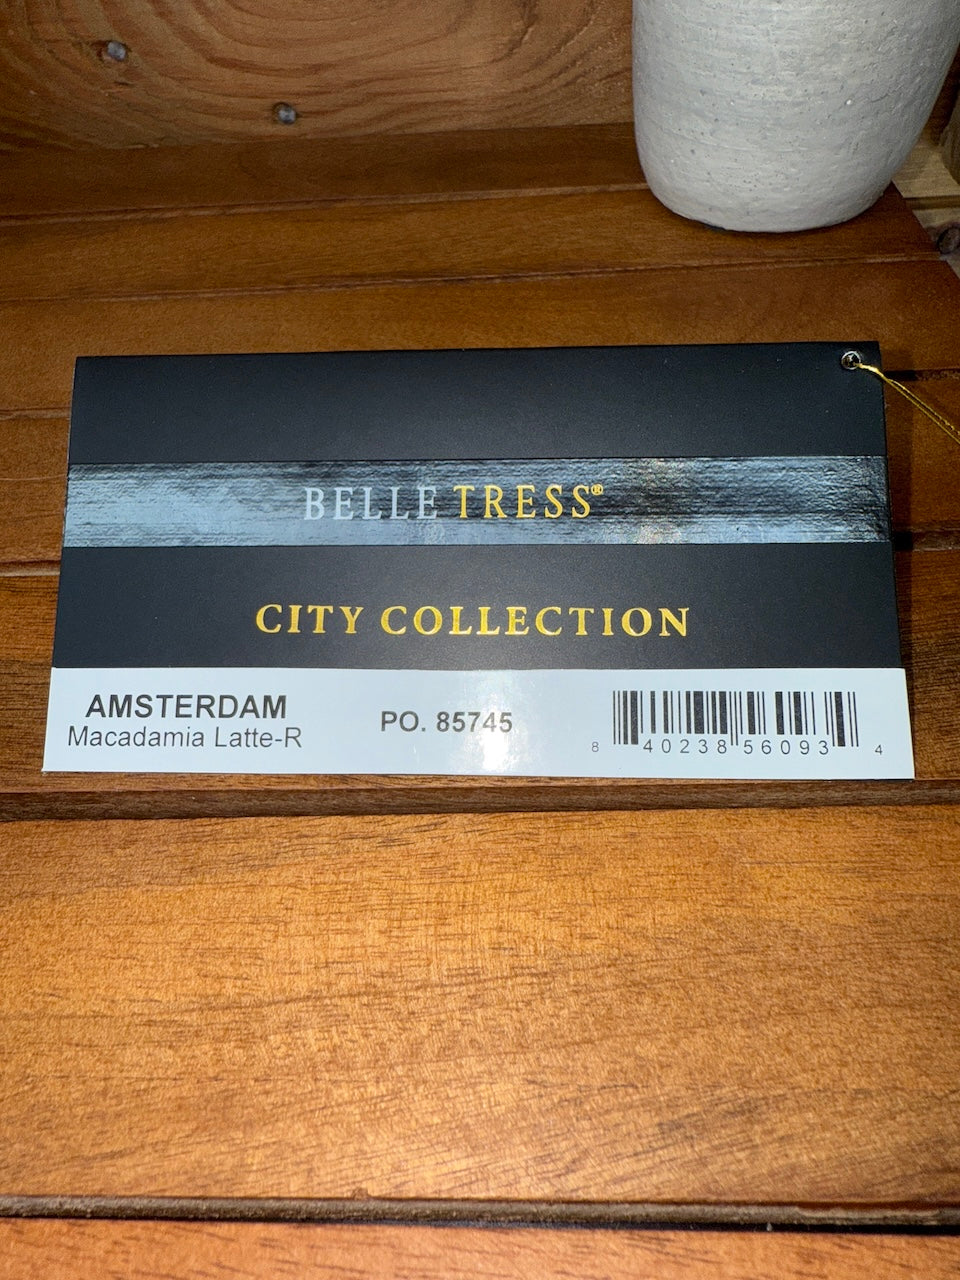 BELLE TRESS®
CITY COLLECTION
AMSTERDAM
Macadamia Latte-R
PO. 85745
8 40238 56093 4